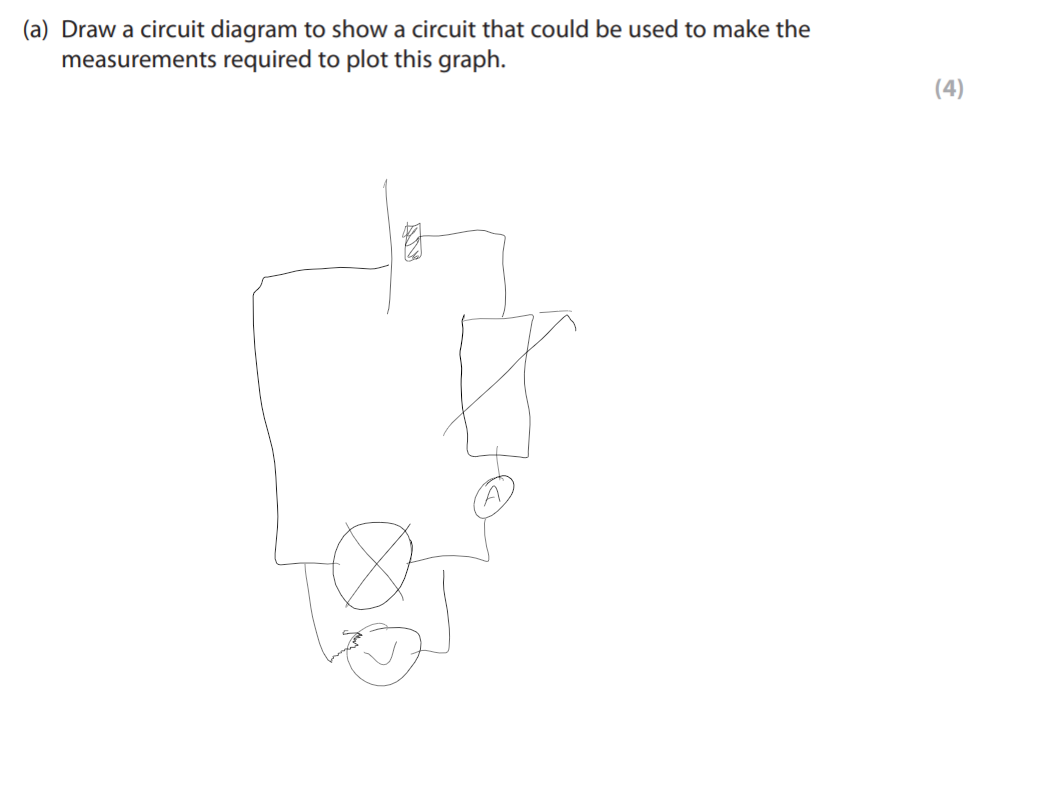 (a) Draw a circuit diagram to show a circuit that could be used to make the
measurements required to plot this graph.
(4)
A
V